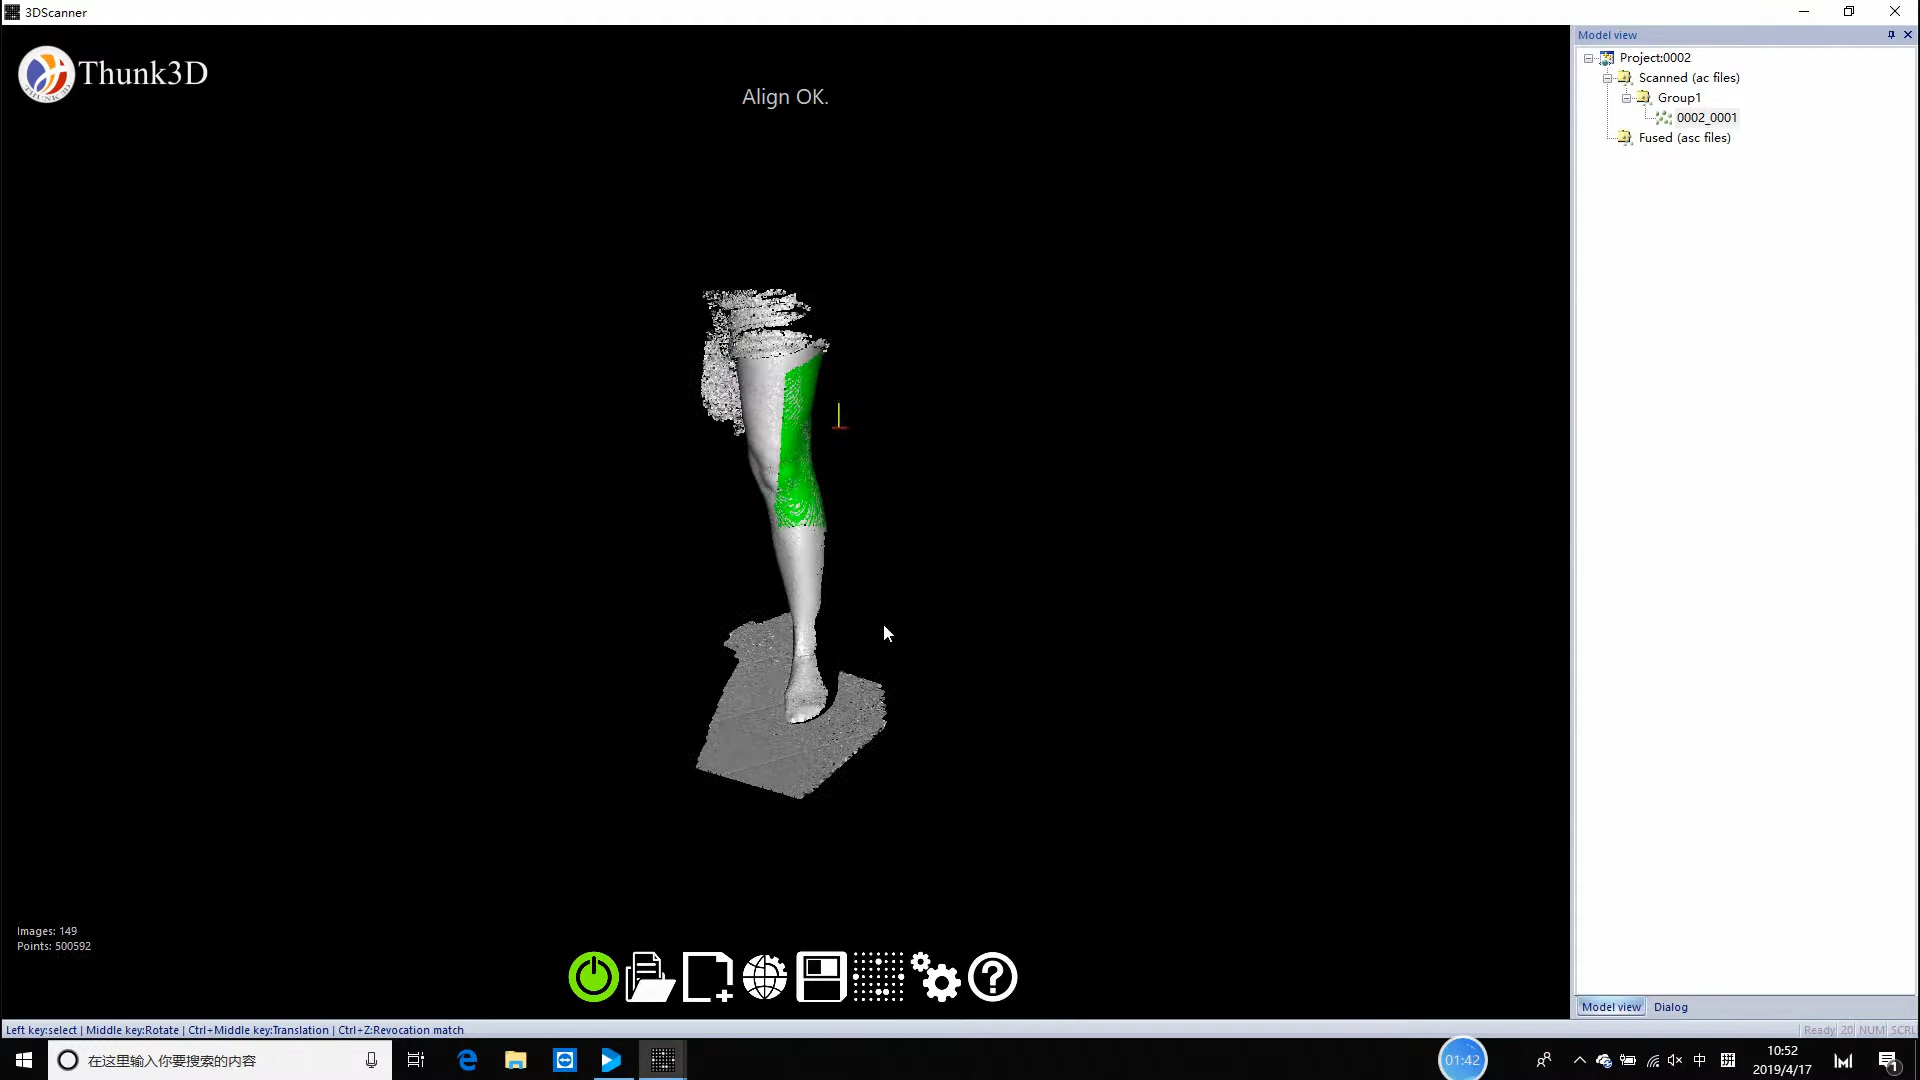 3DScanner
Thunk3D
Align OK.
Model view
Project:0002
Scanned (ac files)
Group1
0002_0001
Fused (asc files)
Images: 149
Points: 500592
Model view
Dialog
Left key:select | Middle key:Rotate | Ctrl+Middle key:Translation | Ctrl+Z:Revocation match
Ready 20 NUM SCRL
在这里输入你要搜索的内容
01:42
中
拼
10:52
2019/4/17
1